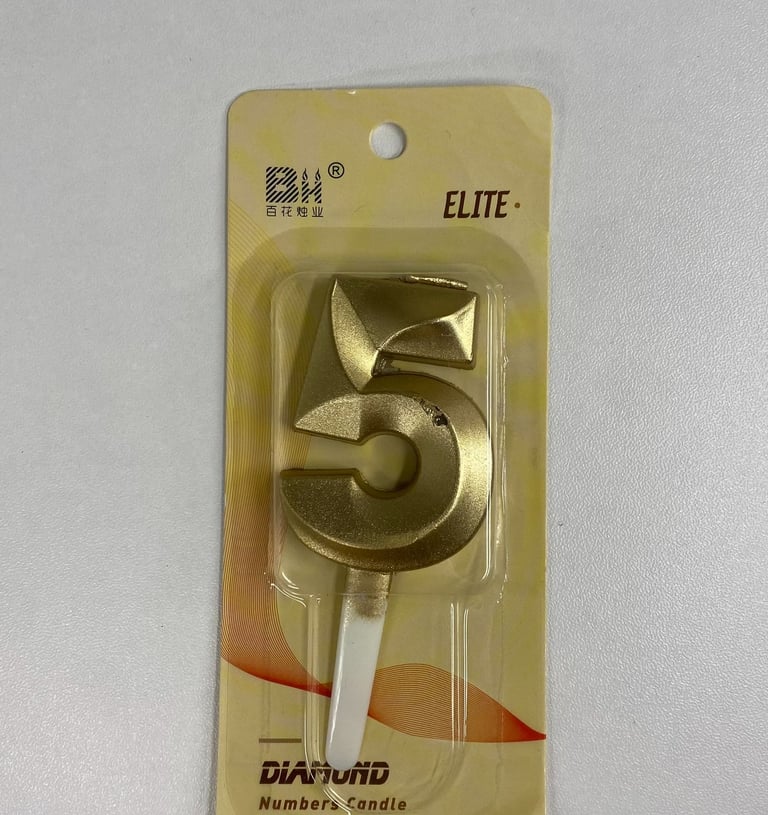 BH®
百花烛业
ELITE
5
DIAMOND
Numbers Candle